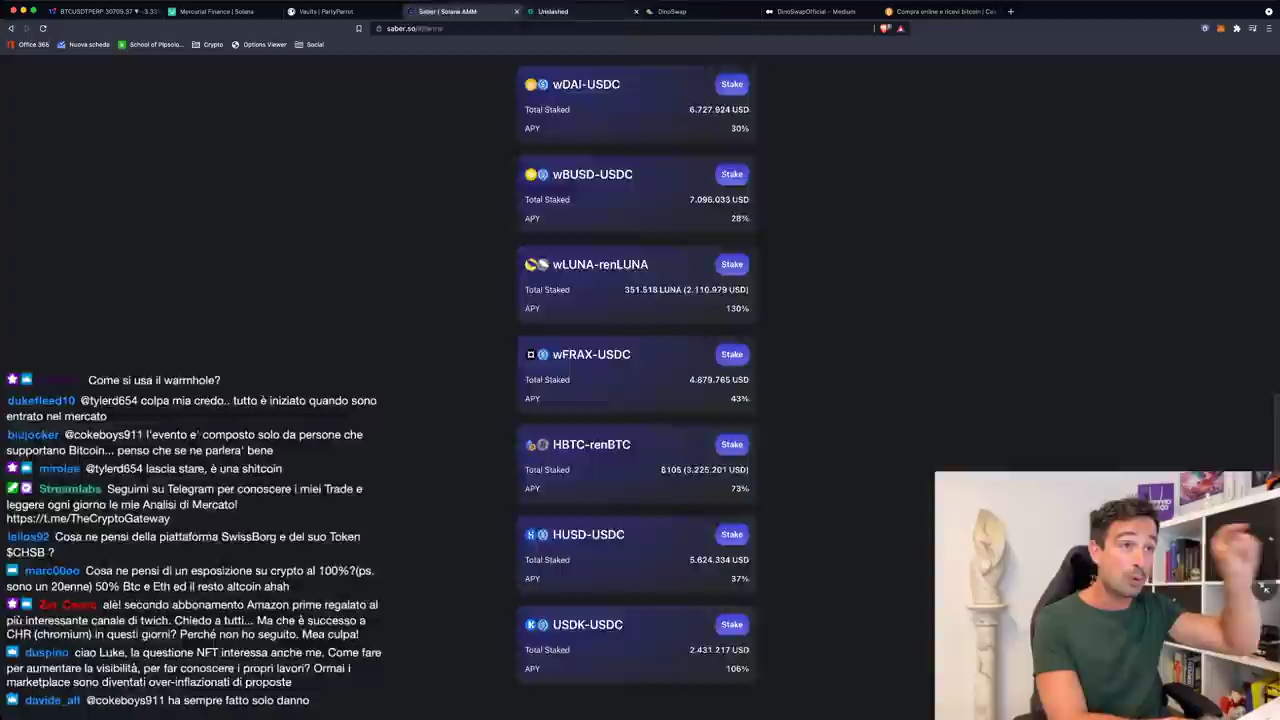 BTCUSDTPERP 30709.37 ▼ -3.33%
Mercurial Finance | Solana
Vaults | PartyParrot
Saber | Solana AMM
Unslashed
DinoSwap
DinoSwapOfficial – Medium
Compra online e ricevi bitcoin | Co
saber.so/#/farms
Office 365
Nuova scheda
School of Pipsolo...
Crypto
Options Viewer
Social
wDAI-USDC
Stake
Total Staked
6.727.924 USD
APY
30%
wBUSD-USDC
Stake
Total Staked
7.096.033 USD
APY
28%
wLUNA-renLUNA
Stake
Total Staked
351.518 LUNA (2.110.979 USD)
APY
130%
wFRAX-USDC
Stake
Total Staked
4.879.765 USD
APY
43%
HBTC-renBTC
Stake
Total Staked
₿105 (3.225.201 USD)
APY
73%
HUSD-USDC
Stake
Total Staked
5.624.334 USD
APY
37%
USDK-USDC
Stake
Total Staked
2.431.217 USD
APY
106%
Come si usa il warmhole?
dukefleed10 @tylerd654 colpa mia credo.. tutto è iniziato quando sono
entrato nel mercato
biujocker @cokeboys911 l'evento e' composto solo da persone che
supportano Bitcoin... penso che se ne parlera' bene
@tylerd654 lascia stare, è una shitcoin
Streamlabs Seguimi su Telegram per conoscere i miei Trade e
leggere ogni giorno le mie Analisi di Mercato!
https://t.me/TheCryptoGateway
lallos92 Cosa ne pensi della piattaforma SwissBorg e del suo Token
$CHSB ?
marc00oo Cosa ne pensi di un esposizione su crypto al 100%?(ps.
sono un 20enne) 50% Btc e Eth ed il resto altcoin ahah
alè! secondo abbonamento Amazon prime regalato al
più interessante canale di twich. Chiedo a tutti... Ma che è successo a
CHR (chromium) in questi giorni? Perché non ho seguito. Mea culpa!
duspino ciao Luke, la questione NFT interessa anche me. Come fare
per aumentare la visibilità, per far conoscere i propri lavori? Ormai i
marketplace sono diventati over-inflazionati di proposte
davide_alt @cokeboys911 ha sempre fatto solo danno